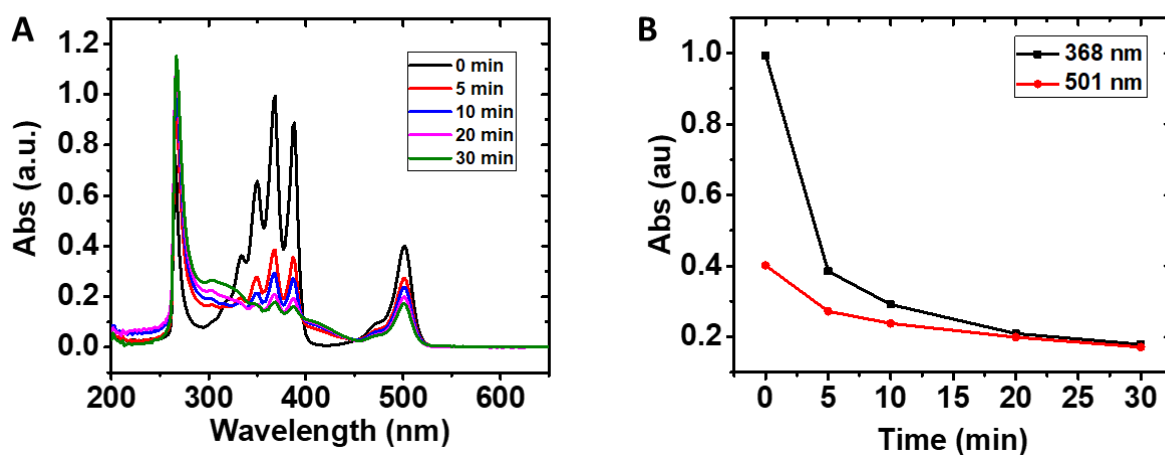 A
Abs (a.u.)
1.2
1.0
0.8
0.6
0.4
0.2
0.0
200 300 400 500 600
Wavelength (nm)
0 min
5 min
10 min
20 min
30 min
B
Abs (au)
1.0
0.8
0.6
0.4
0.2
0 5 10 15 20 25 30
Time (min)
368 nm
501 nm